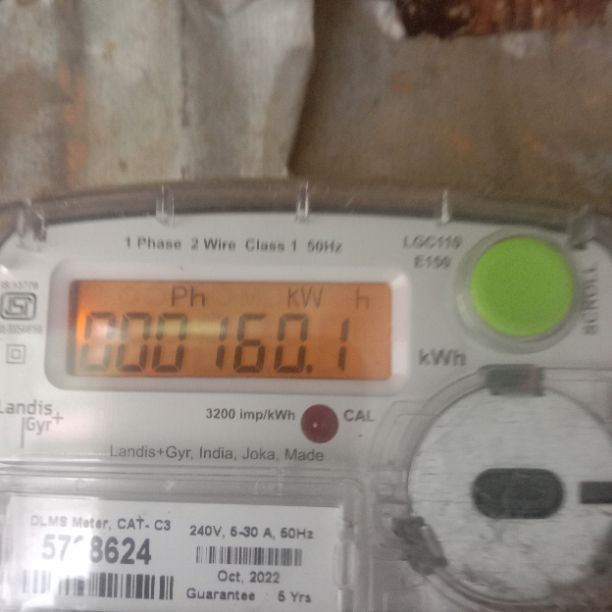 1 Phase 2 Wire Class 1 50Hz
LGC110
E150
Ph kW h
000160.1
kWh
3200 imp/kWh
CAL
Landis
Gyr+
Landis+Gyr, India, Joka, Made
DLMS Meter, CAT- C3
240V, 5-30 A, 50Hz
8624
Oct, 2022
Guarantee : 5 Yrs